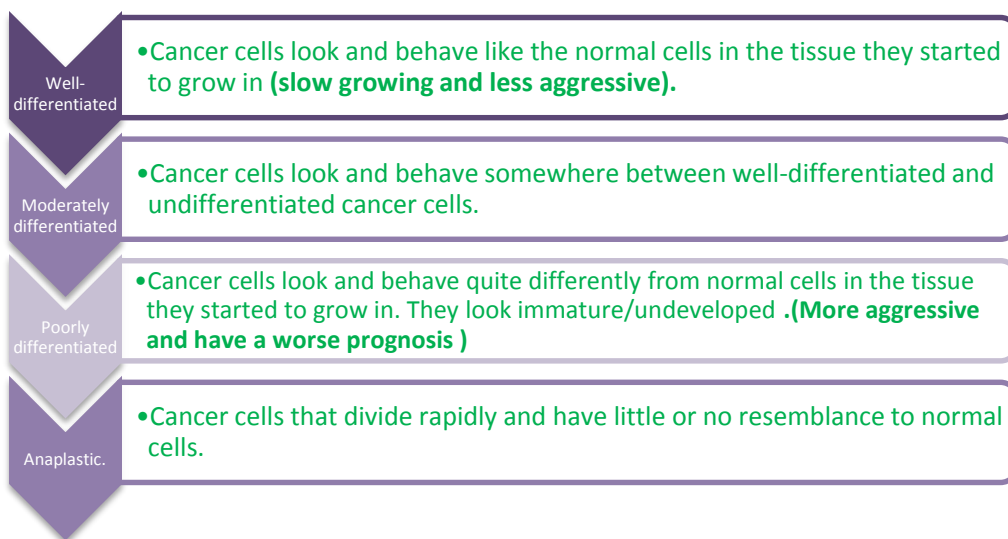 Well-
differentiated
•Cancer cells look and behave like the normal cells in the tissue they started
to grow in (slow growing and less aggressive).
Moderately
differentiated
•Cancer cells look and behave somewhere between well-differentiated and
undifferentiated cancer cells.
Poorly
differentiated
•Cancer cells look and behave quite differently from normal cells in the tissue
they started to grow in. They look immature/undeveloped .(More aggressive
and have a worse prognosis )
Anaplastic.
•Cancer cells that divide rapidly and have little or no resemblance to normal
cells.